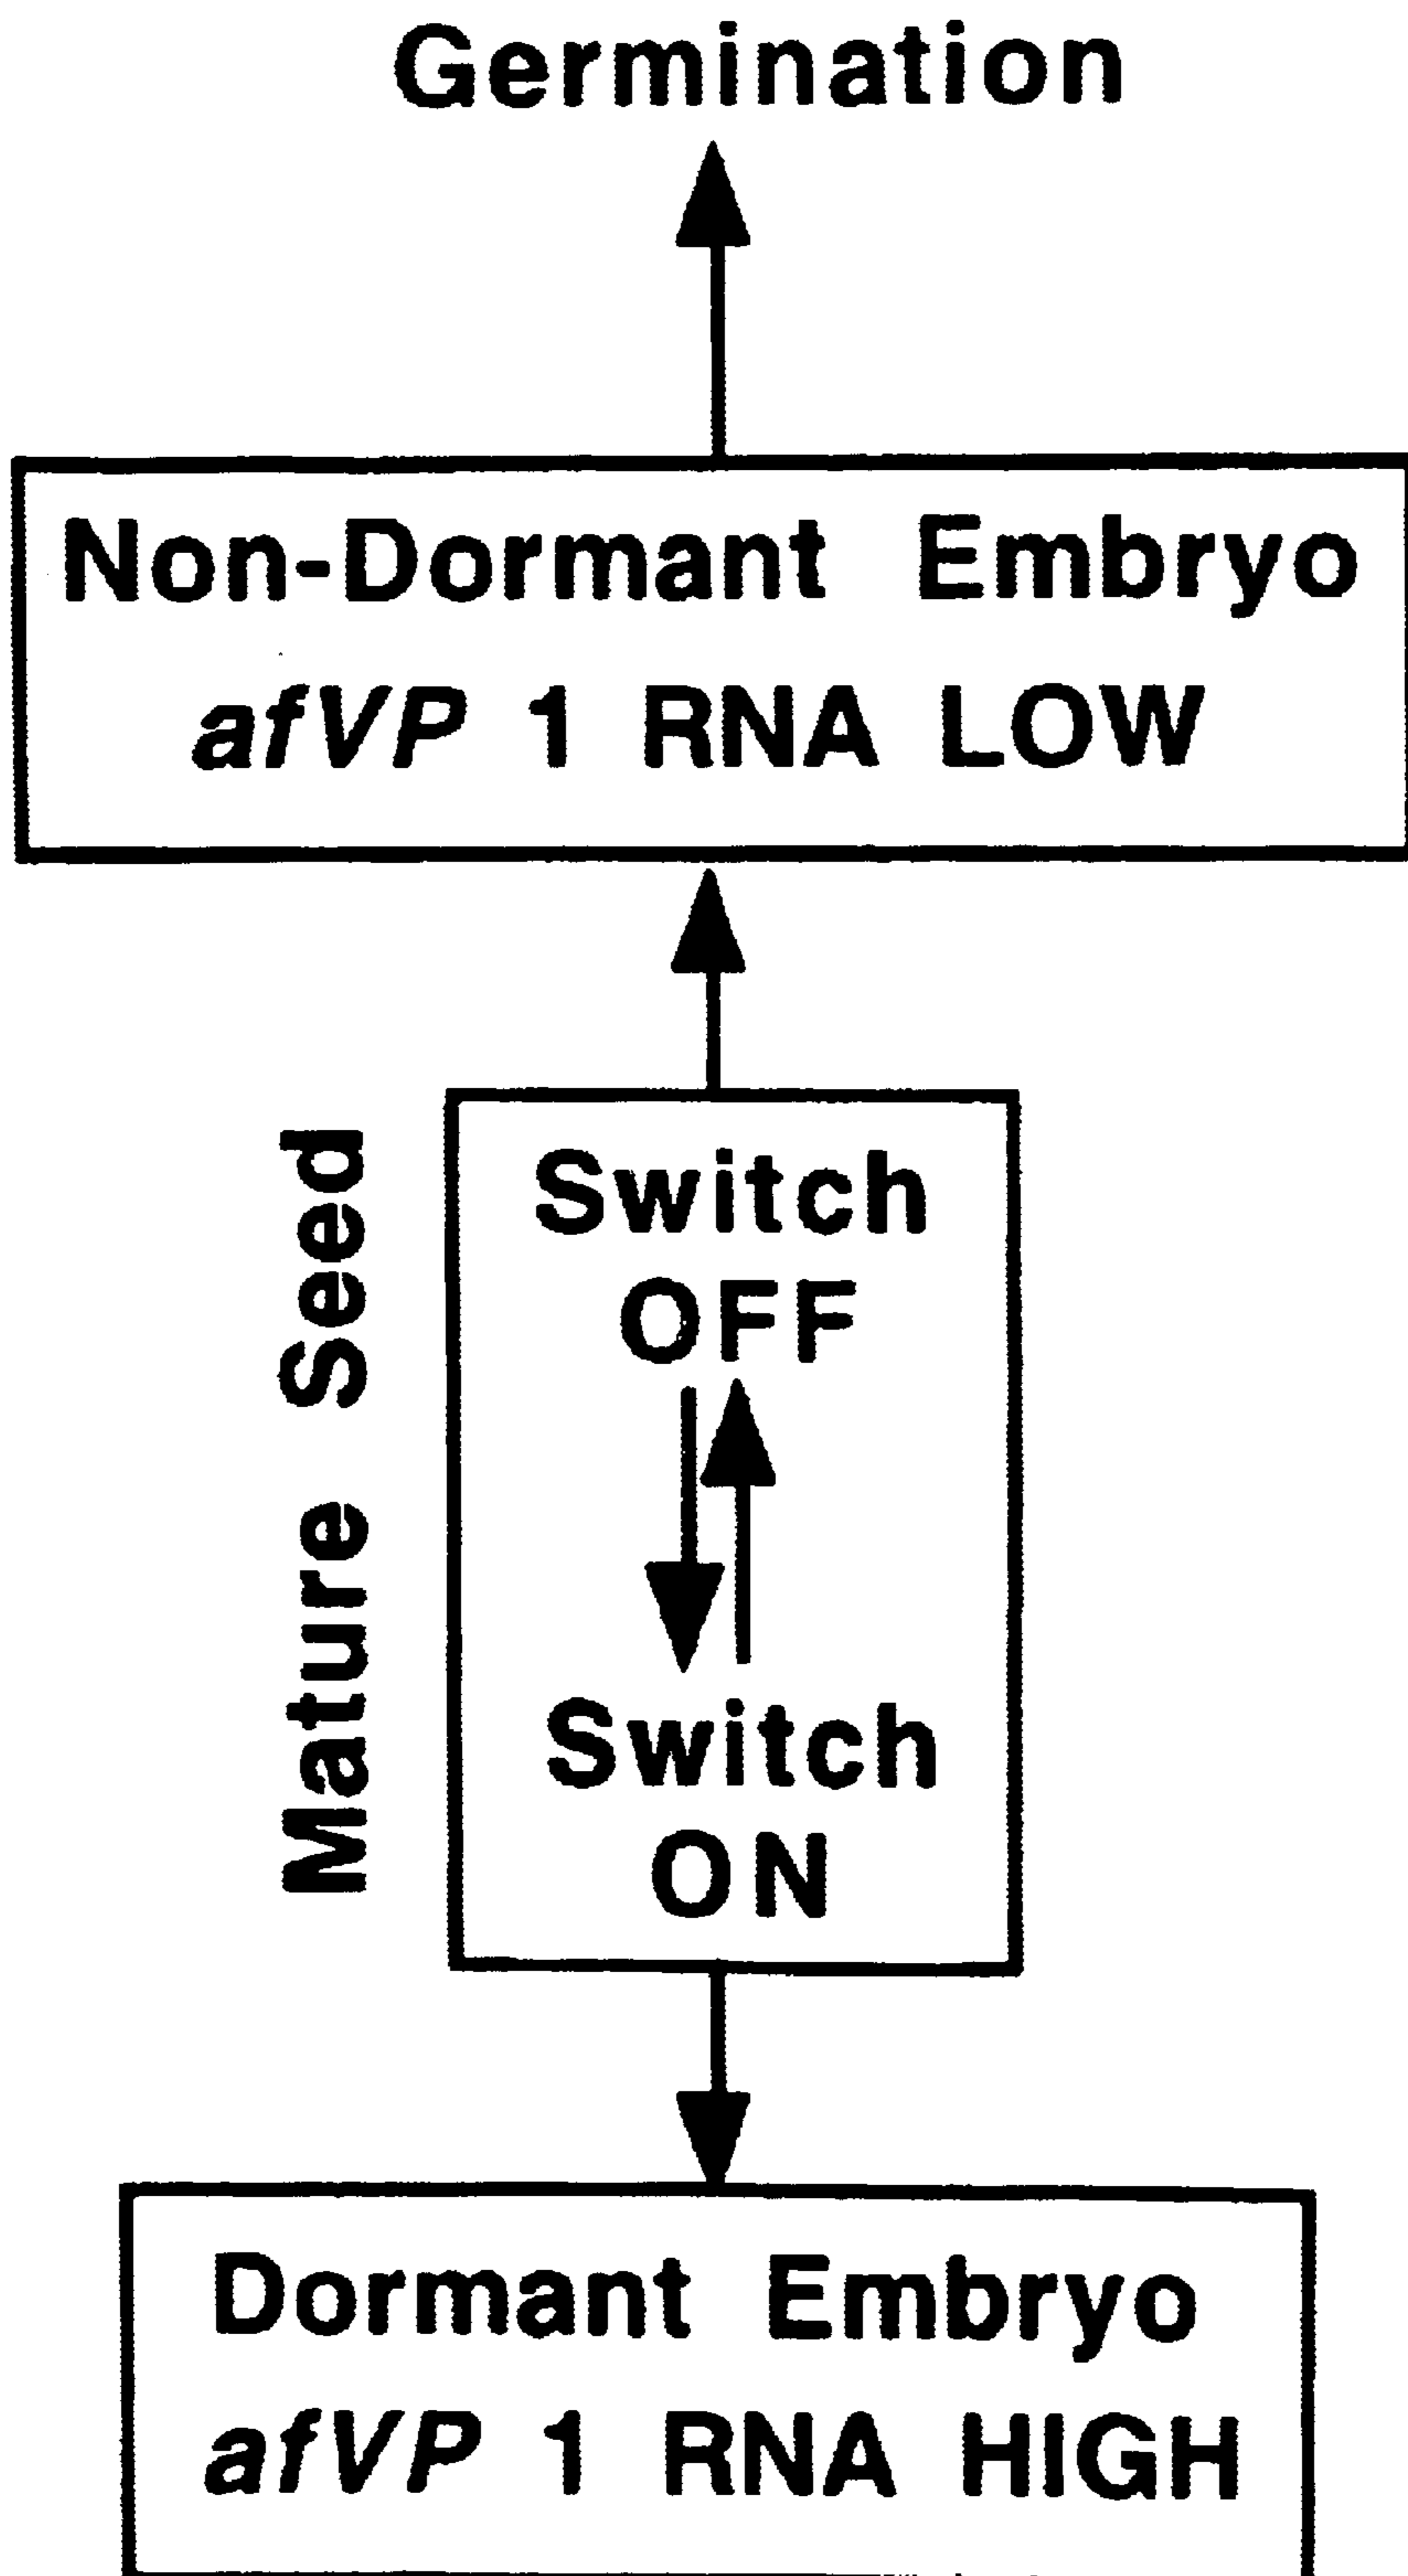 Germination
Non-Dormant Embryo
afVP 1 RNA LOW
Mature Seed
Switch
OFF
Switch
ON
Dormant Embryo
afVP 1 RNA HIGH